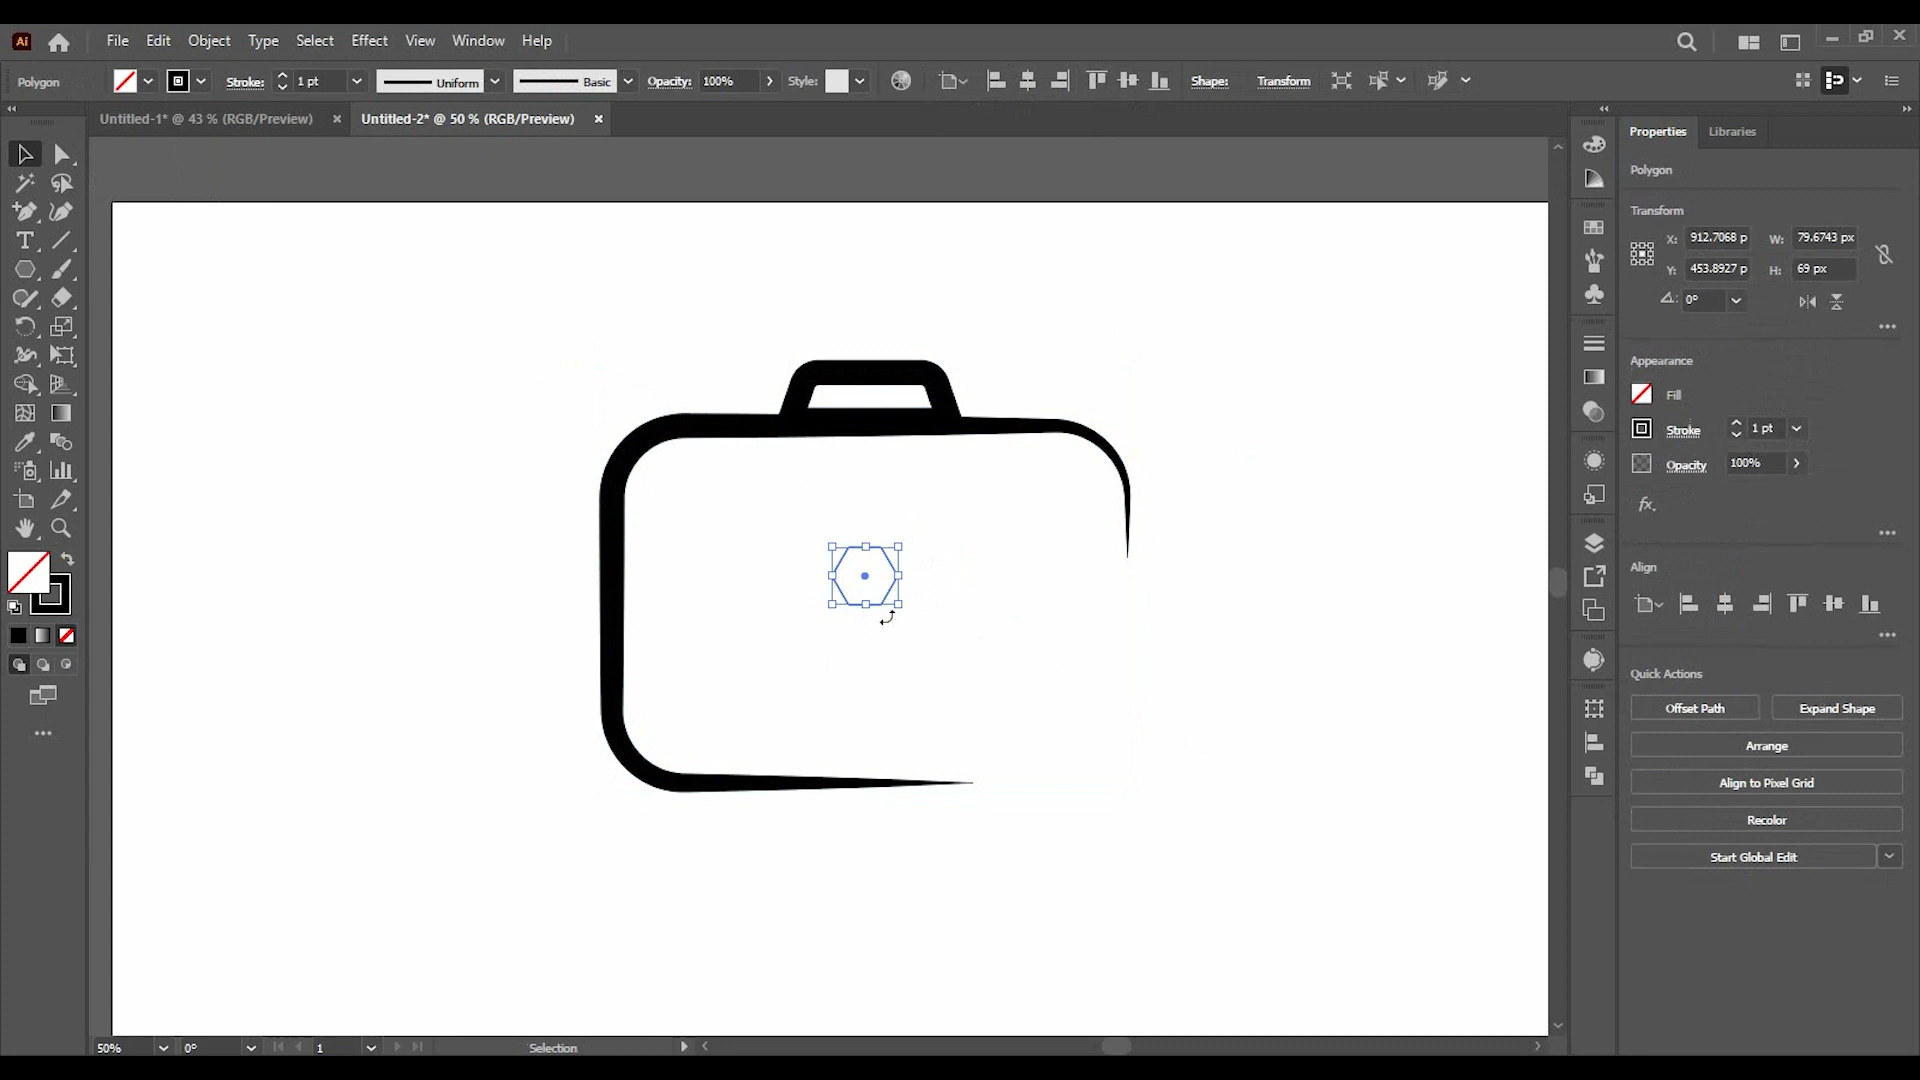 Ai File Edit Object Type Select Effect View Window Help
Polygon Stroke: 1 pt Uniform Basic Opacity: 100% Style: Shape: Transform
Untitled-1* @ 43 % (RGB/Preview) × Untitled-2* @ 50 % (RGB/Preview) ×
Properties Libraries
Polygon
Transform
X: 912.7068 p W: 79.6743 px
Y: 453.8927 p H: 69 px
0°
Appearance
Fill
Stroke 1 pt
Opacity 100%
fx.
Align
Quick Actions
Offset Path Expand Shape
Arrange
Align to Pixel Grid
Recolor
Start Global Edit
50% 0° 1 Selection